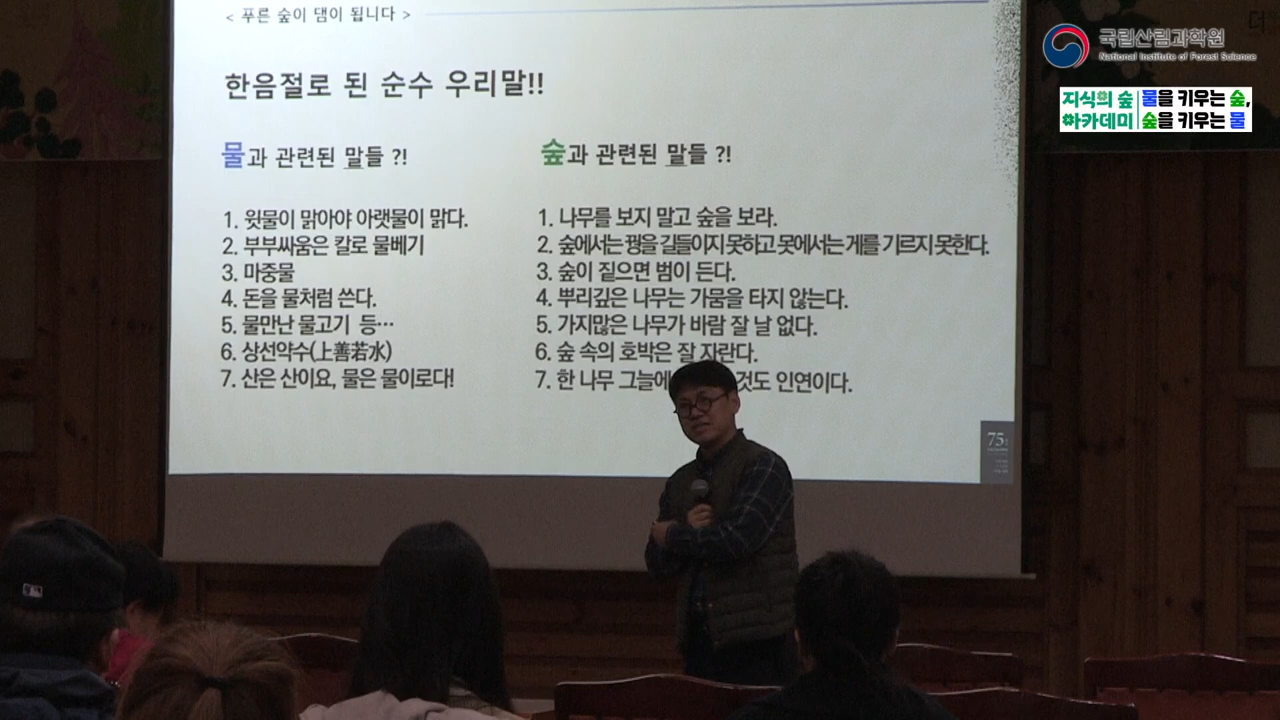 < 푸른 숲이 댐이 됩니다 >
한음절로 된 순수 우리말!!
물과 관련된 말들 ?!
1. 윗물이 맑아야 아랫물이 맑다.
2. 부부싸움은 칼로 물베기
3. 마중물
4. 돈을 물처럼 쓴다.
5. 물만난 물고기 등…
6. 상선약수(上善若水)
7. 산은 산이요, 물은 물이로다!
숲과 관련된 말들 ?!
1. 나무를 보지 말고 숲을 보라.
2. 숲에서는 꿩을 길들이지 못하고 못에서는 게를 기르지 못한다.
3. 숲이 짙으면 범이 든다.
4. 뿌리깊은 나무는 가뭄을 타지 않는다.
5. 가지많은 나무가 바람 잘 날 없다.
6. 숲 속의 호박은 잘 자란다.
7. 한 나무 그늘에 것도 인연이다.
75
더
국립산림과학원
National Institute of Forest Science
지식의 숲 물을 키우는 숲,
아카데미 숲을 키우는 물